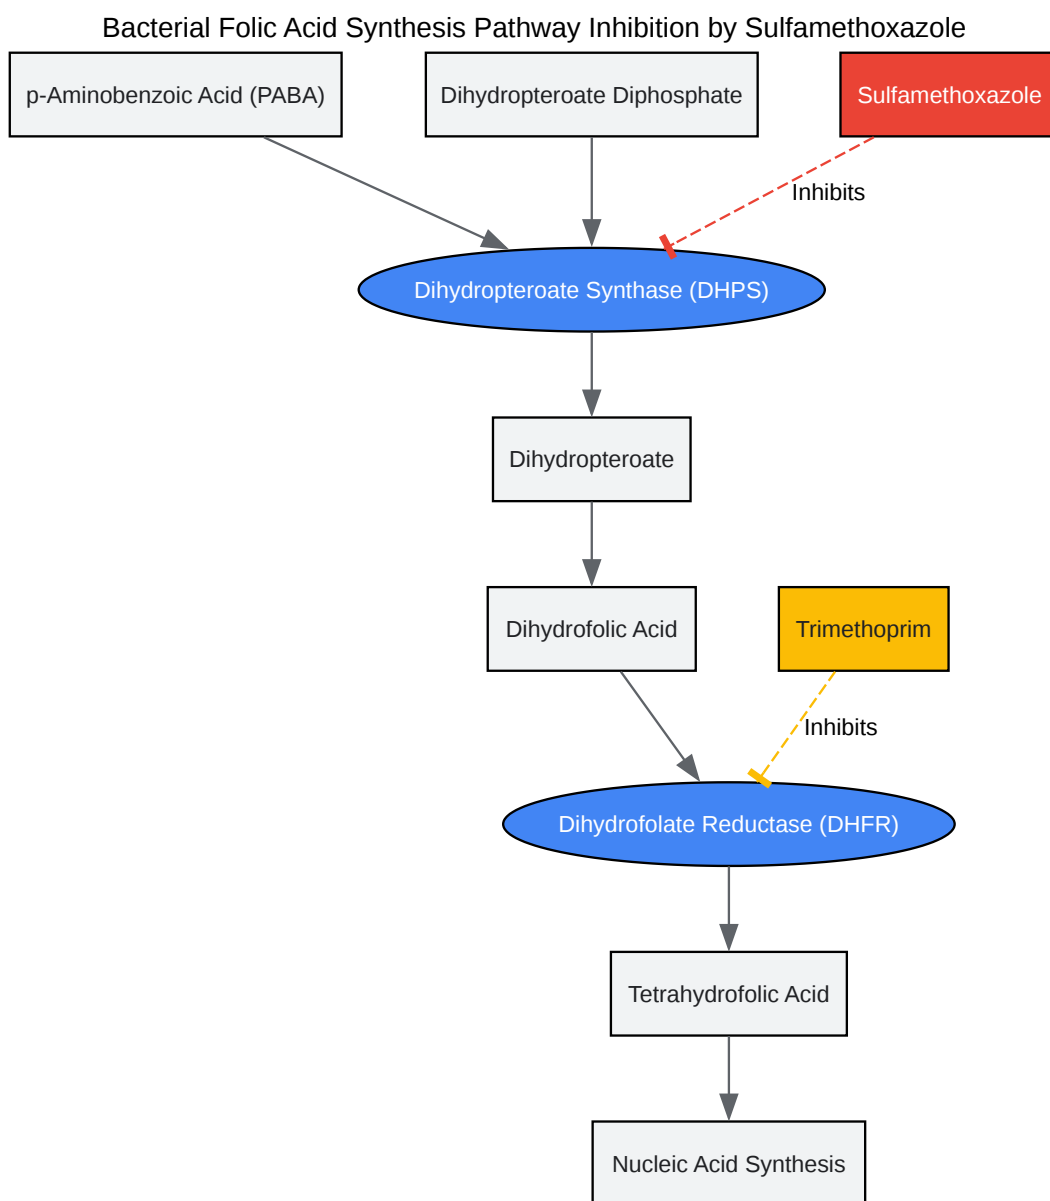 Bacterial Folic Acid Synthesis Pathway Inhibition by Sulfamethoxazole
p-Aminobenzoic Acid (PABA)
Dihydropteroate Diphosphate
Sulfamethoxazole
Inhibits
Dihydropteroate Synthase (DHPS)
Dihydropteroate
Dihydrofolic Acid
Trimethoprim
Inhibits
Dihydrofolate Reductase (DHFR)
Tetrahydrofolic Acid
Nucleic Acid Synthesis